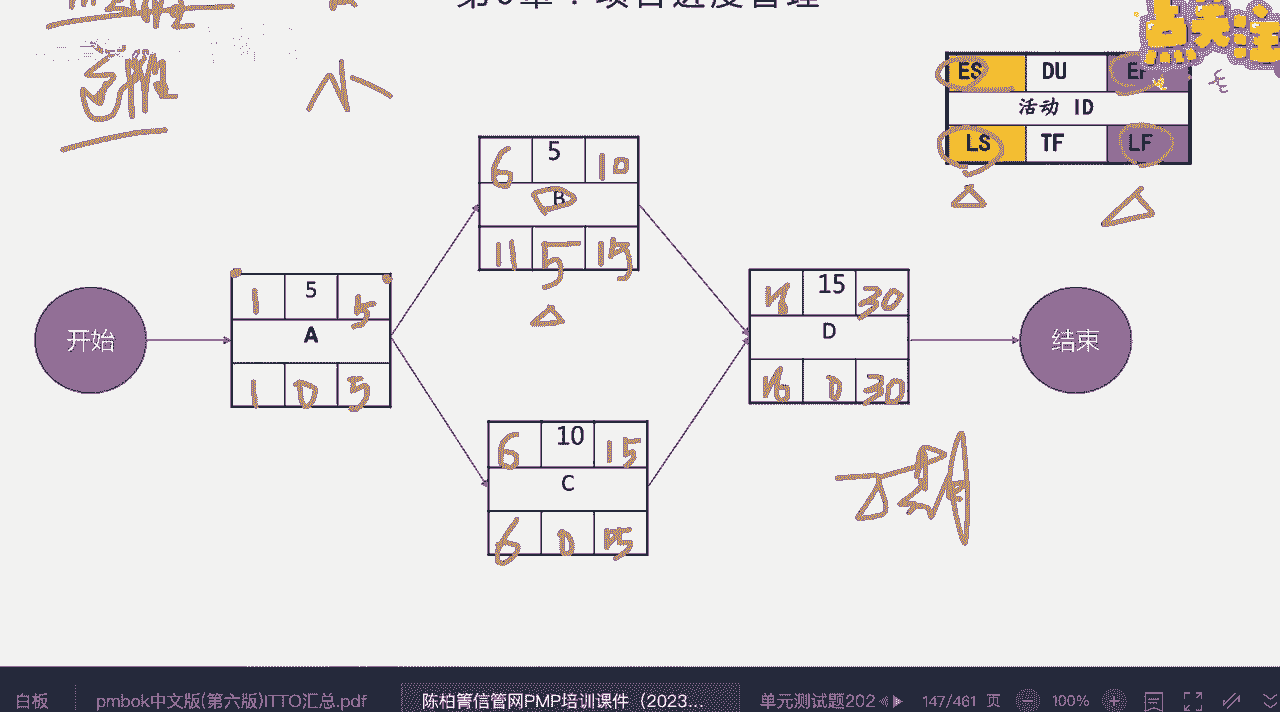 第6章：项目进度管理
点关注
ES DU EF
活动 ID
LS TF LF
6 5 10
B
11 5 15
1 5 5
A
1 0 5
开始
16 15 30
D
16 0 30
结束
6 10 15
C
6 0 15
工期
白板 pmbok中文版(第六版)ITTO汇总.pdf 陈柏菁信管网PMP培训课件（2023... 单元测试题202 147/461 页 100%